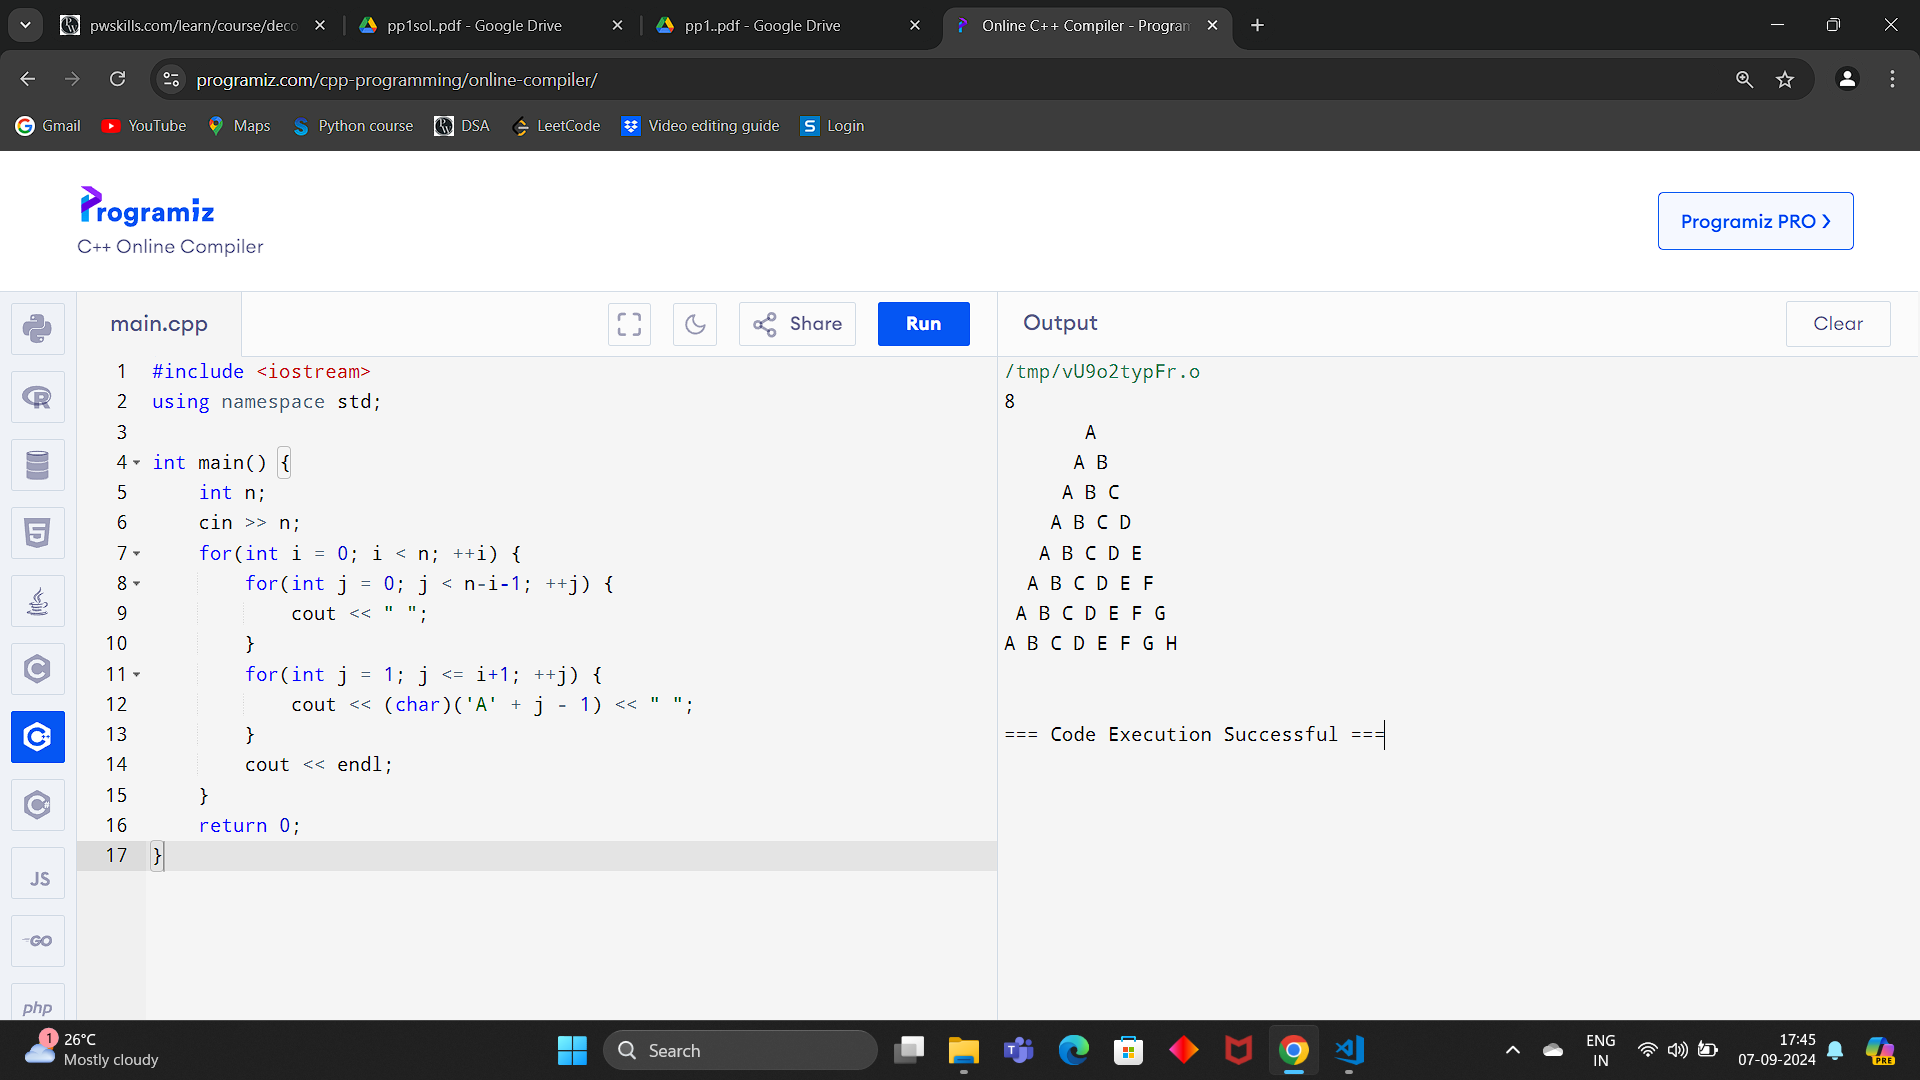 pwskills.com/learn/course/deco
pp1sol..pdf - Google Drive
pp1..pdf - Google Drive
Online C++ Compiler - Program
programiz.com/cpp-programming/online-compiler/
Gmail
YouTube
Maps
Python course
DSA
LeetCode
Video editing guide
Login
Programiz
C++ Online Compiler
Programiz PRO >
main.cpp
Share
Run
Output
Clear
1 #include <iostream>
2 using namespace std;
3
4 int main() {
5     int n;
6     cin >> n;
7     for(int i = 0; i < n; ++i) {
8         for(int j = 0; j < n-i-1; ++j) {
9             cout << " ";
10         }
11         for(int j = 1; j <= i+1; ++j) {
12             cout << (char)('A' + j - 1) << " ";
13         }
14         cout << endl;
15     }
16     return 0;
17 }
/tmp/vU9o2typFr.o
8
       A
      A B
     A B C
    A B C D
   A B C D E
  A B C D E F
 A B C D E F G
A B C D E F G H
=== Code Execution Successful ===
JS
GO
php
1
26°C
Mostly cloudy
Search
ENG
IN
17:45
07-09-2024
PRE